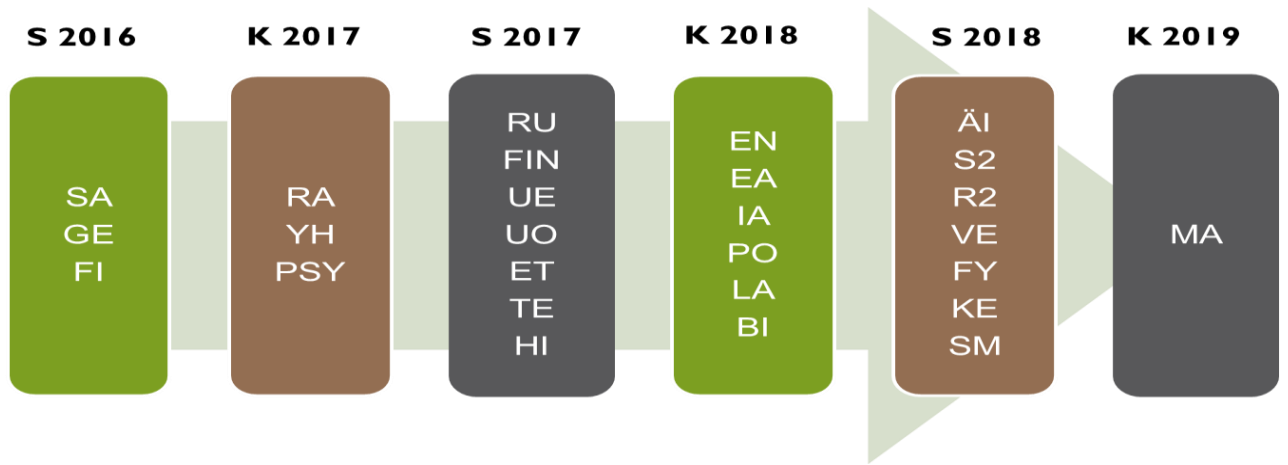 S 2016
K 2017
S 2017
K 2018
S 2018
K 2019
SA
GE
FI
RA
YH
PSY
RU
FIN
UE
UO
ET
TE
HI
EN
EA
IA
PO
LA
BI
ÄI
S2
R2
VE
FY
KE
SM
MA